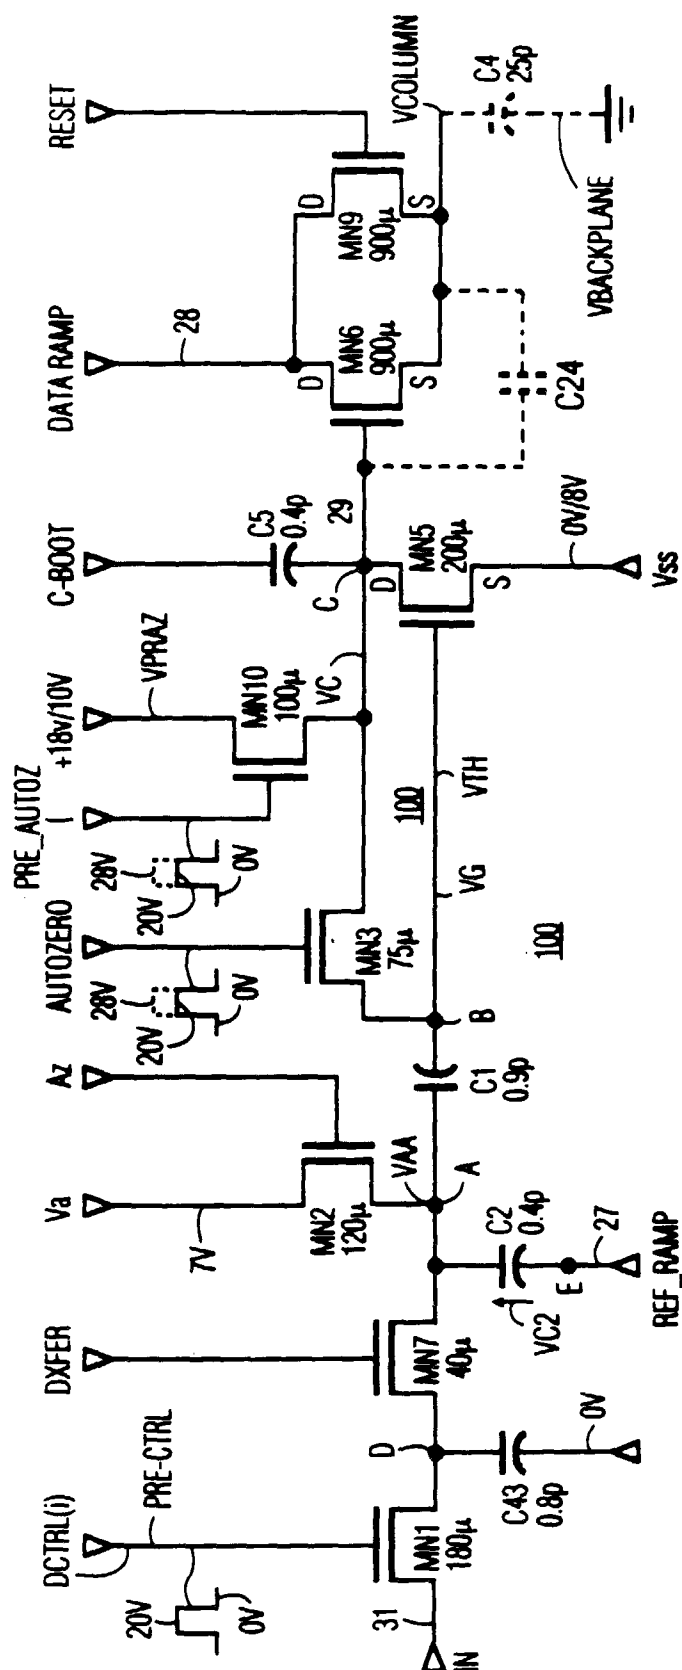 DCTRL(i)
PRE-CTRL
20V
0V
31
IN
MN1
180µ
D
C43
0.8p
0V
DXFER
MN7
40µ
Va
7V
MN2
120µ
Az
VAA
A
C2
0.4p
VC2
E
27
REF_RAMP
C1
0.9p
B
AUTOZERO
28V
20V
0V
MN3
75µ
PRE_AUTOZ
28V
20V
0V
+18v/10V
VPRAZ
MN10
100µ
VC
C
VG
VTH
100
100
C-BOOT
C5
0.4p
29
D
MN5
200µ
S
0V/8V
Vss
DATA RAMP
28
D
MN6
900µ
S
C24
RESET
D
MN9
900µ
S
VCOLUMN
C4
25p
VBACKPLANE